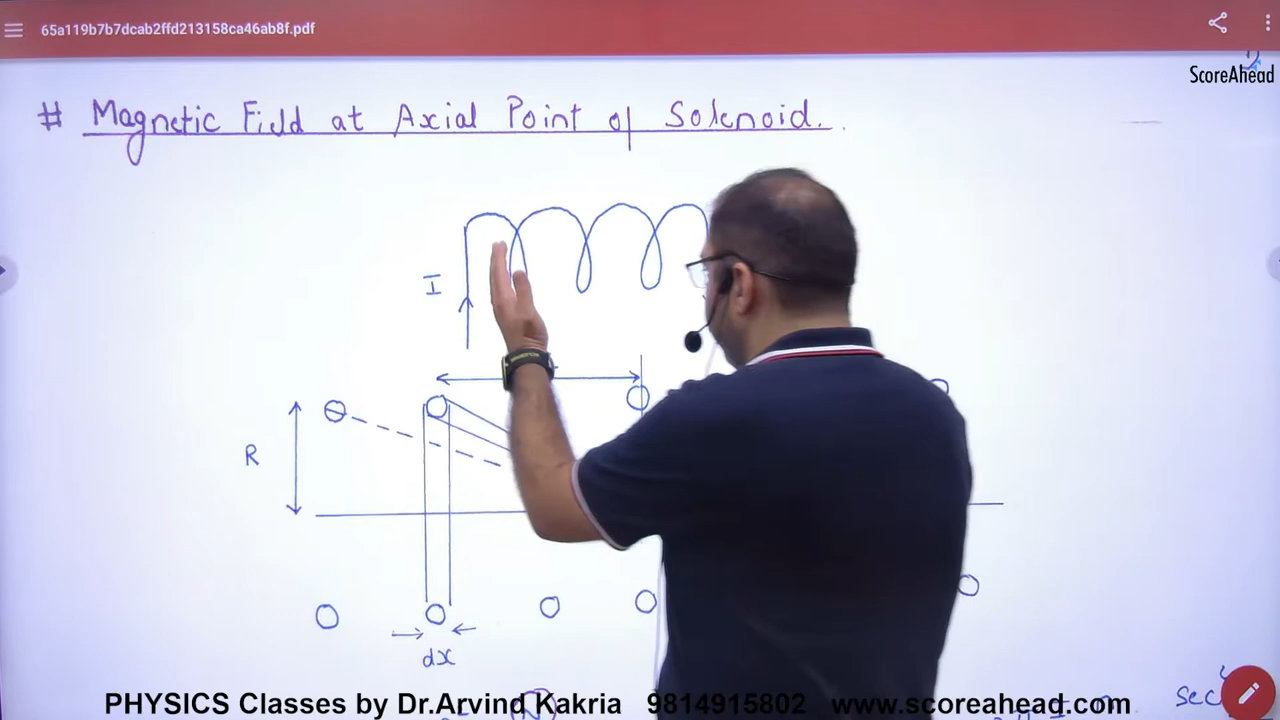 65a119b7b7dcab2ffd213158ca46ab8f.pdf
ScoreAhead
# Magnetic Field at Axial Point of Solenoid.
I
R
dx
sec
PHYSICS Classes by Dr.Arvind Kakria 9814915802 www.scoreahead.com